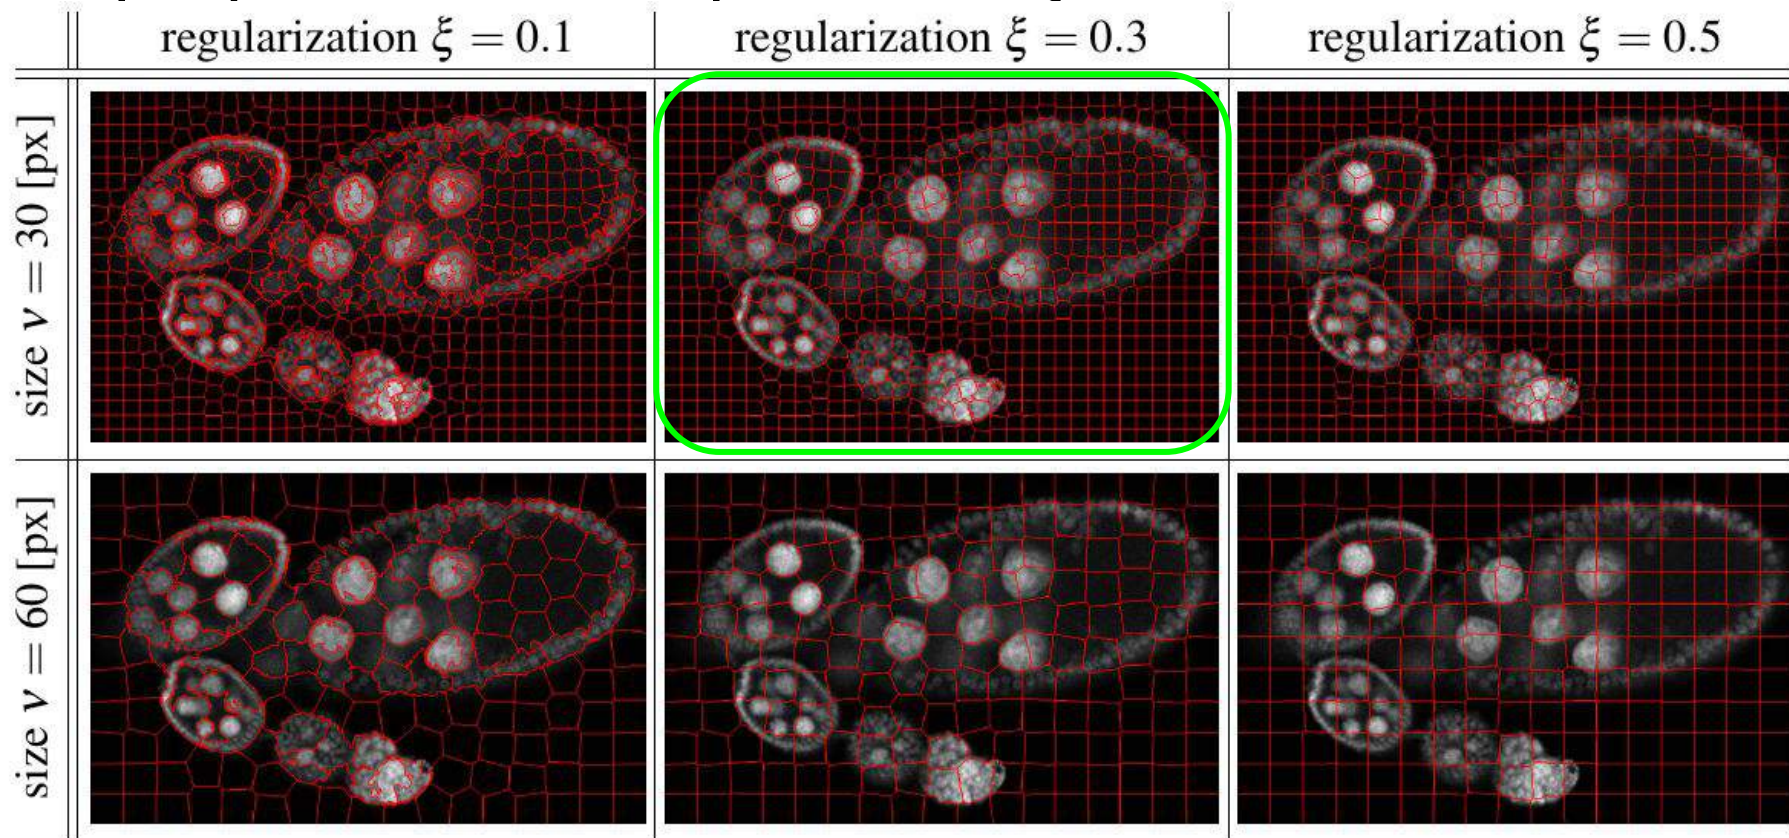 regularization ξ = 0.1
regularization ξ = 0.3
regularization ξ = 0.5
size ν = 30 [px]
size ν = 60 [px]